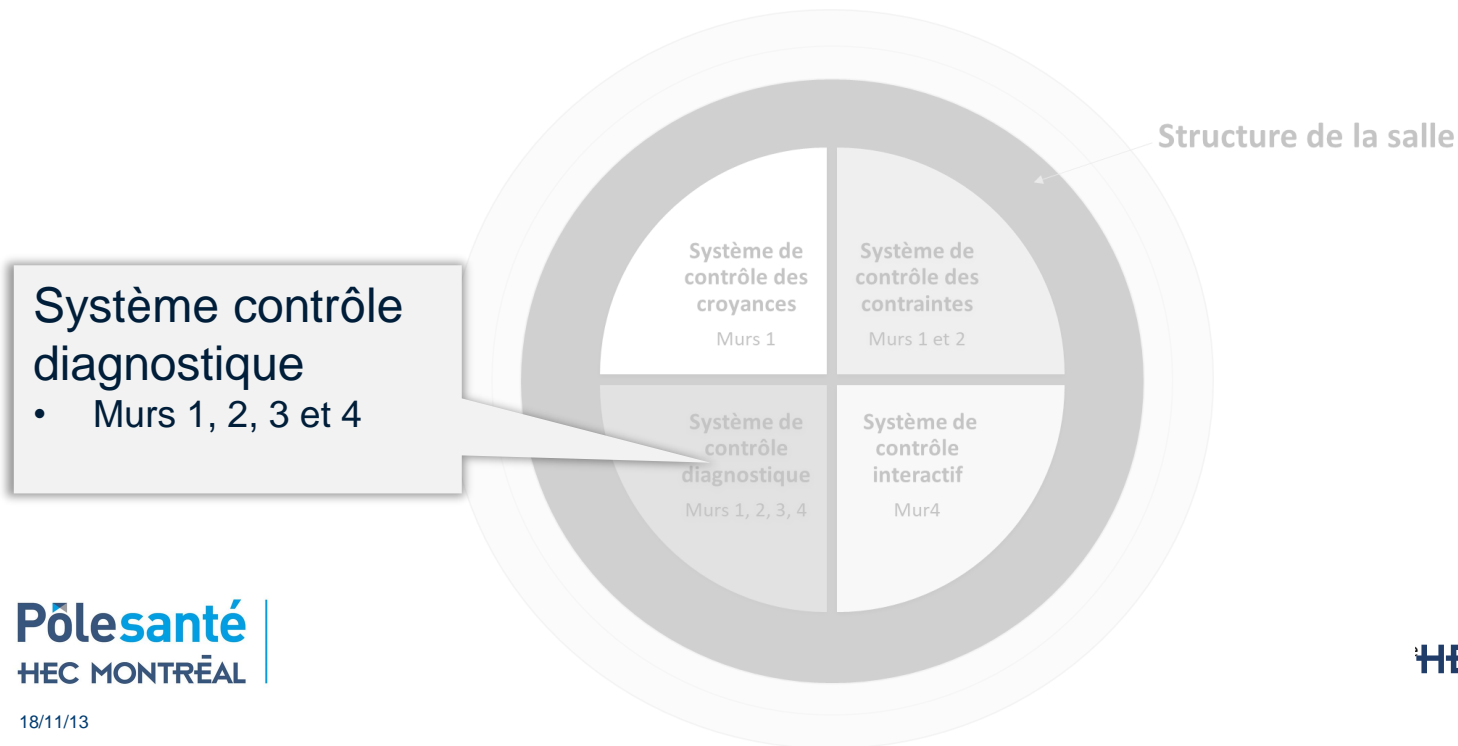 Structure de la salle
Système de
contrôle des
croyances
Murs 1
Système de
contrôle des
contraintes
Murs 1 et 2
Système contrôle
diagnostique
• Murs 1, 2, 3 et 4
Système de
contrôle
diagnostique
Murs 1, 2, 3, 4
Système de
contrôle
interactif
Mur4
Pôlesanté
HEC MONTRĒAL
18/11/13